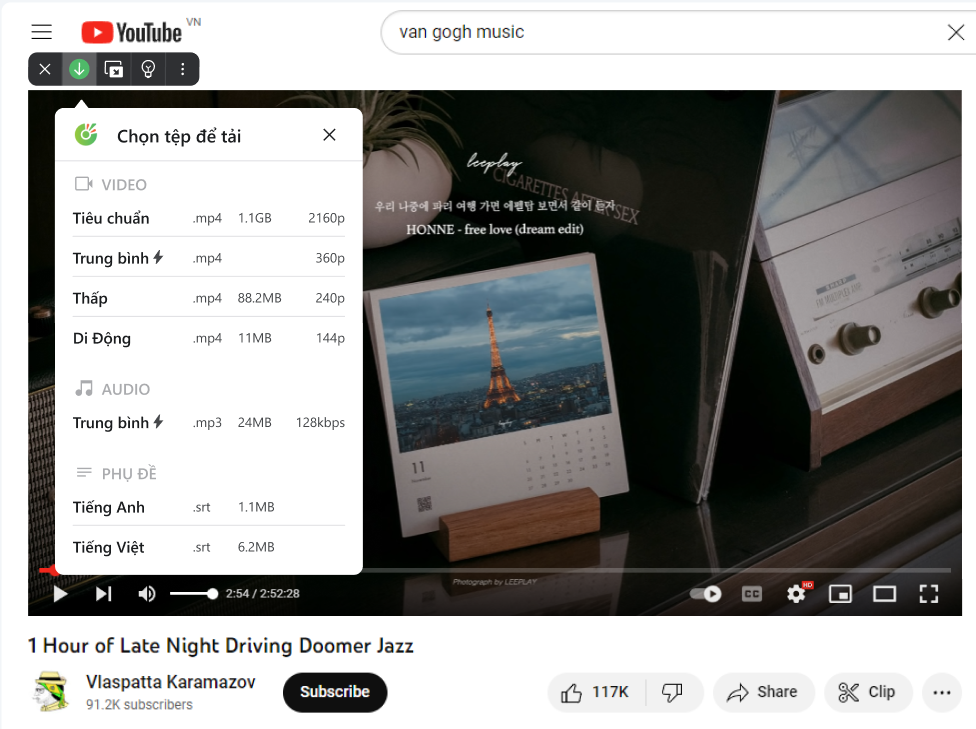 YouTube VN
van gogh music
Chọn tệp để tải
VIDEO
Tiêu chuẩn .mp4 1.1GB 2160p
Trung bình .mp4 360p
Thấp .mp4 88.2MB 240p
Di Động .mp4 11MB 144p
AUDIO
Trung bình .mp3 24MB 128kbps
PHỤ ĐỀ
Tiếng Anh .srt 1.1MB
Tiếng Việt .srt 6.2MB
leeplay
CIGARETTES AFTER SEX
우리 나중에 파리 여행 가면 에펠탑 보면서 같이 듣자
HONNE - free love (dream edit)
11
Photograph by LEEPLAY
2:54 / 2:52:28
CC
HD
1 Hour of Late Night Driving Doomer Jazz
Vlaspatta Karamazov
91.2K subscribers
Subscribe
117K
Share
Clip